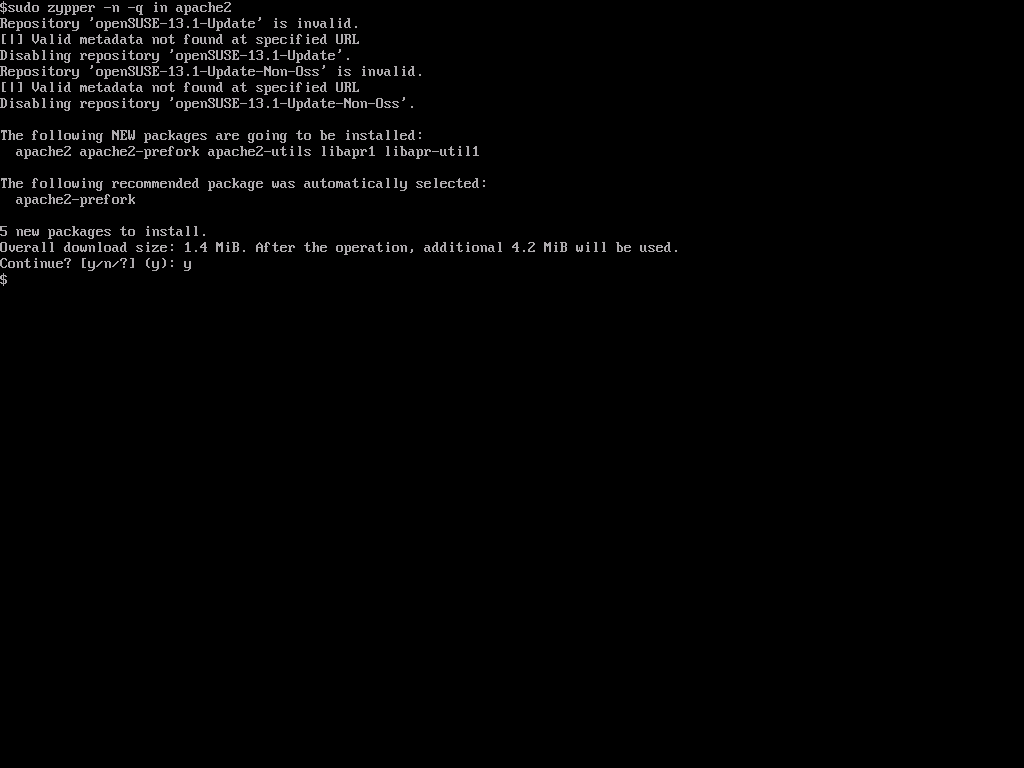 $sudo zypper -n -q in apache2
Repository 'openSUSE-13.1-Update' is invalid.
[|] Valid metadata not found at specified URL
Disabling repository 'openSUSE-13.1-Update'.
Repository 'openSUSE-13.1-Update-Non-Oss' is invalid.
[|] Valid metadata not found at specified URL
Disabling repository 'openSUSE-13.1-Update-Non-Oss'.

The following NEW packages are going to be installed:
  apache2 apache2-prefork apache2-utils libapr1 libapr-util1

The following recommended package was automatically selected:
  apache2-prefork

5 new packages to install.
Overall download size: 1.4 MiB. After the operation, additional 4.2 MiB will be used.
Continue? [y/n/?] (y): y
$